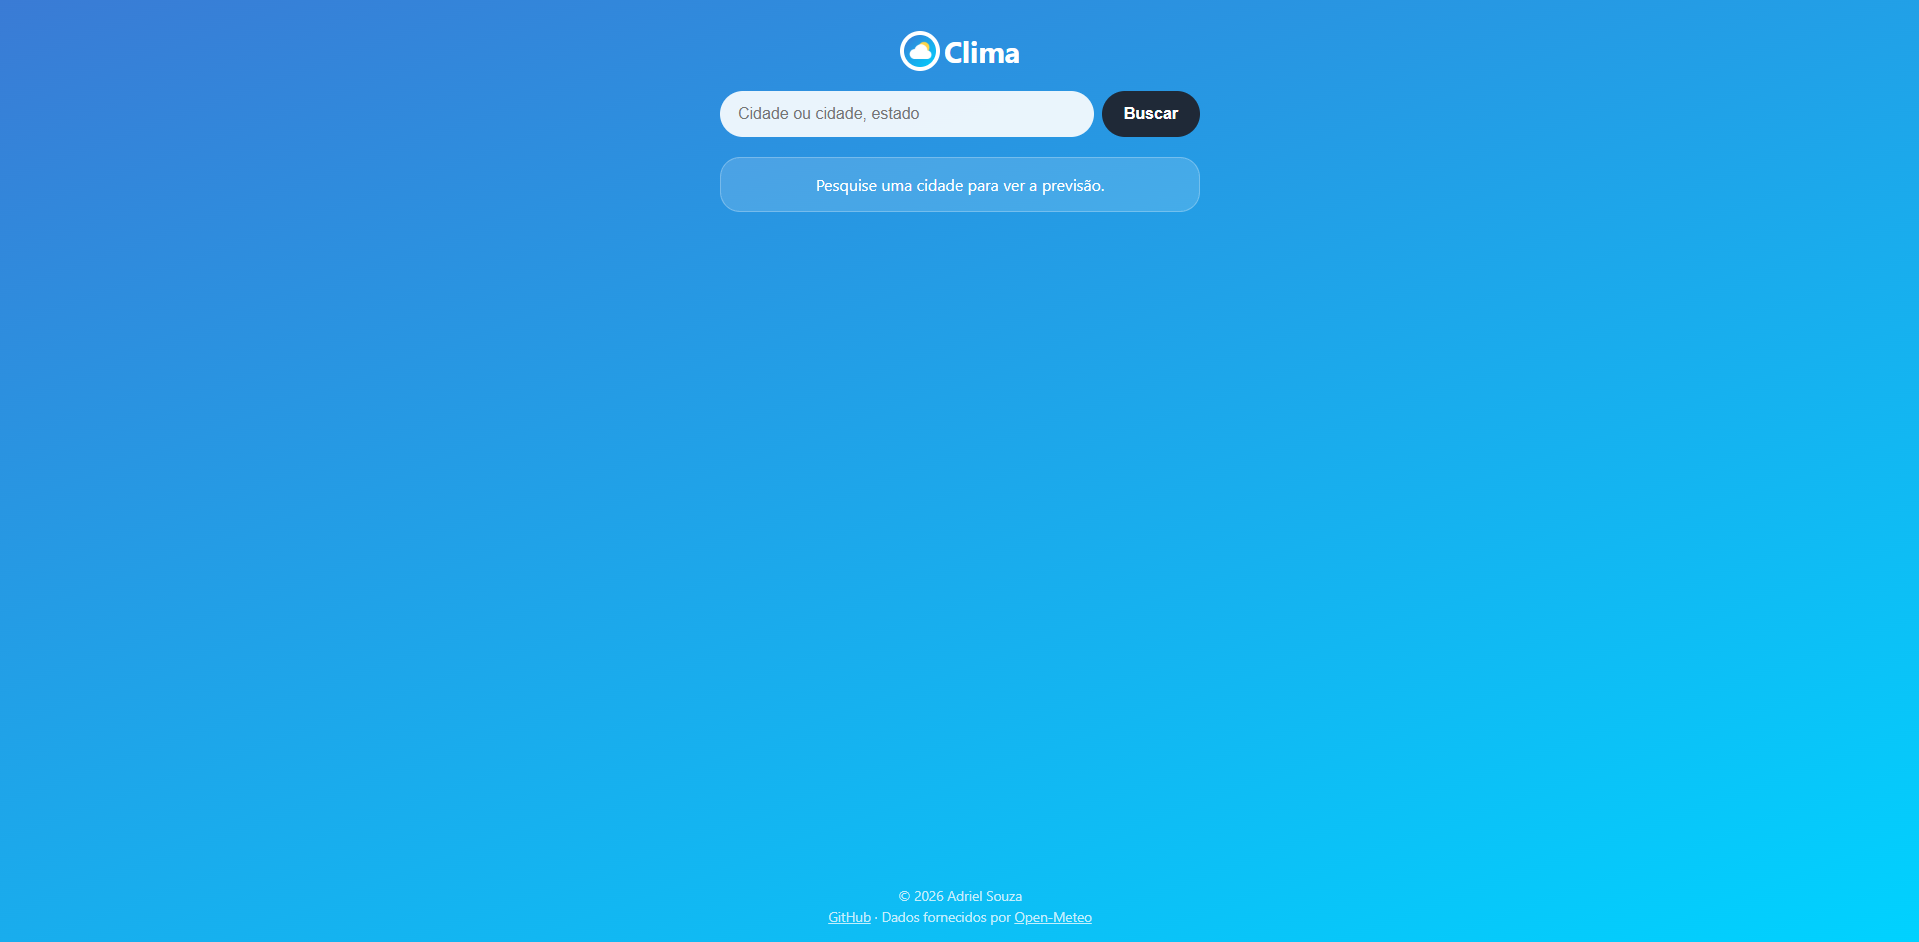 Clima
Cidade ou cidade, estado
Buscar
Pesquise uma cidade para ver a previsão.
© 2026 Adriel Souza
GitHub · Dados fornecidos por Open-Meteo